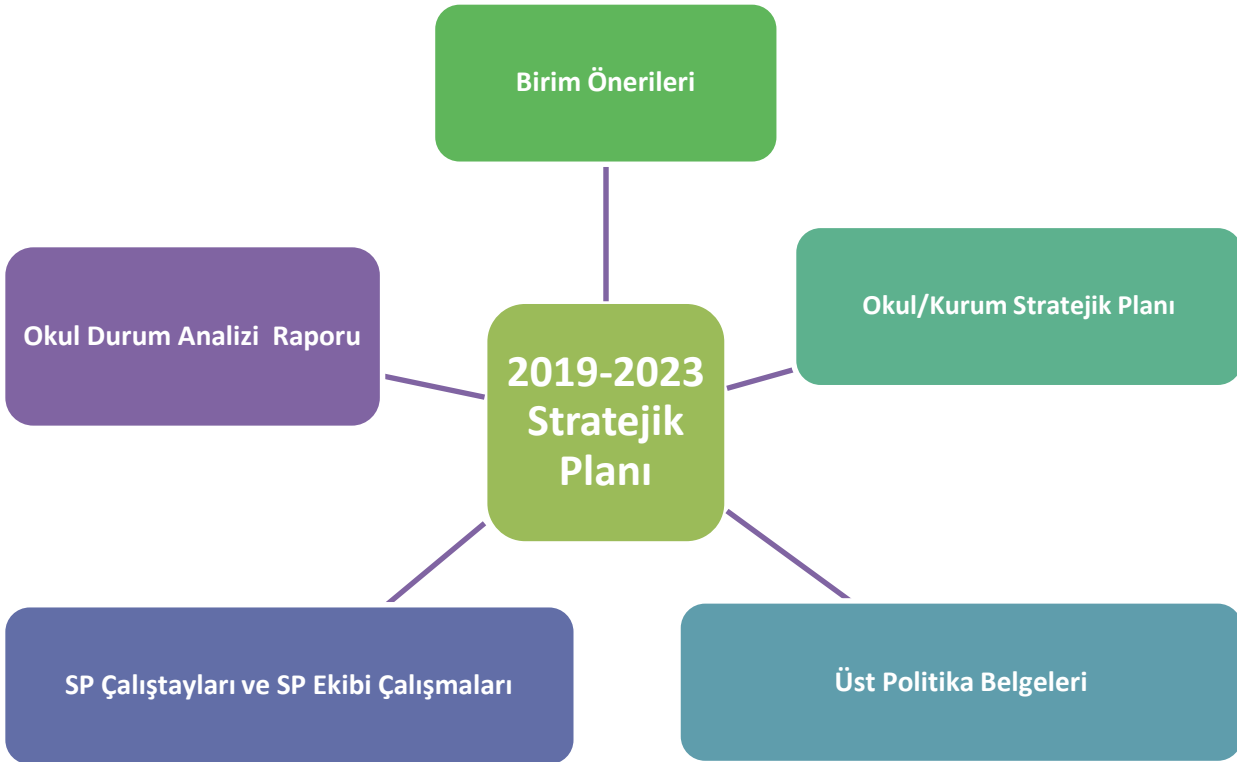 Birim Önerileri
Okul/Kurum Stratejik Planı
Okul Durum Analizi  Raporu
2019-2023
Stratejik
Planı
SP Çalıştayları ve SP Ekibi Çalışmaları
Üst Politika Belgeleri